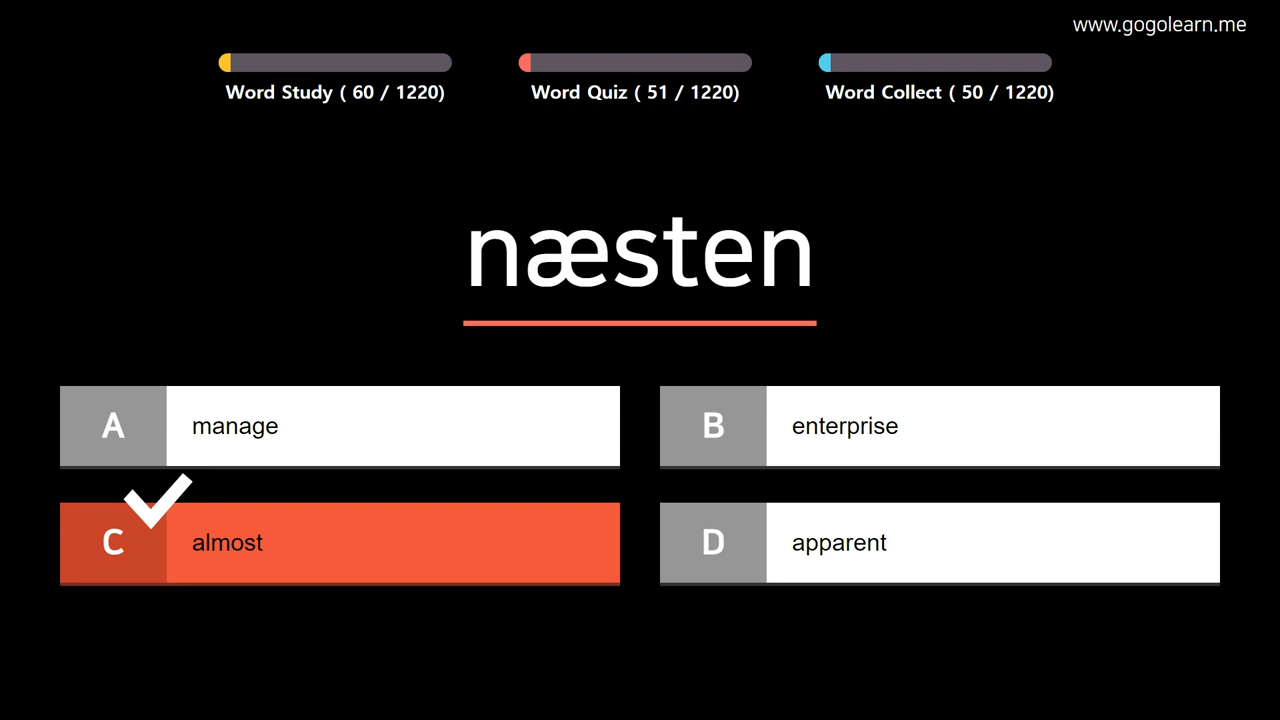 www.gogolearn.me
Word Study ( 60 / 1220)
Word Quiz ( 51 / 1220)
Word Collect ( 50 / 1220)
næsten
A manage
B enterprise
C almost
D apparent